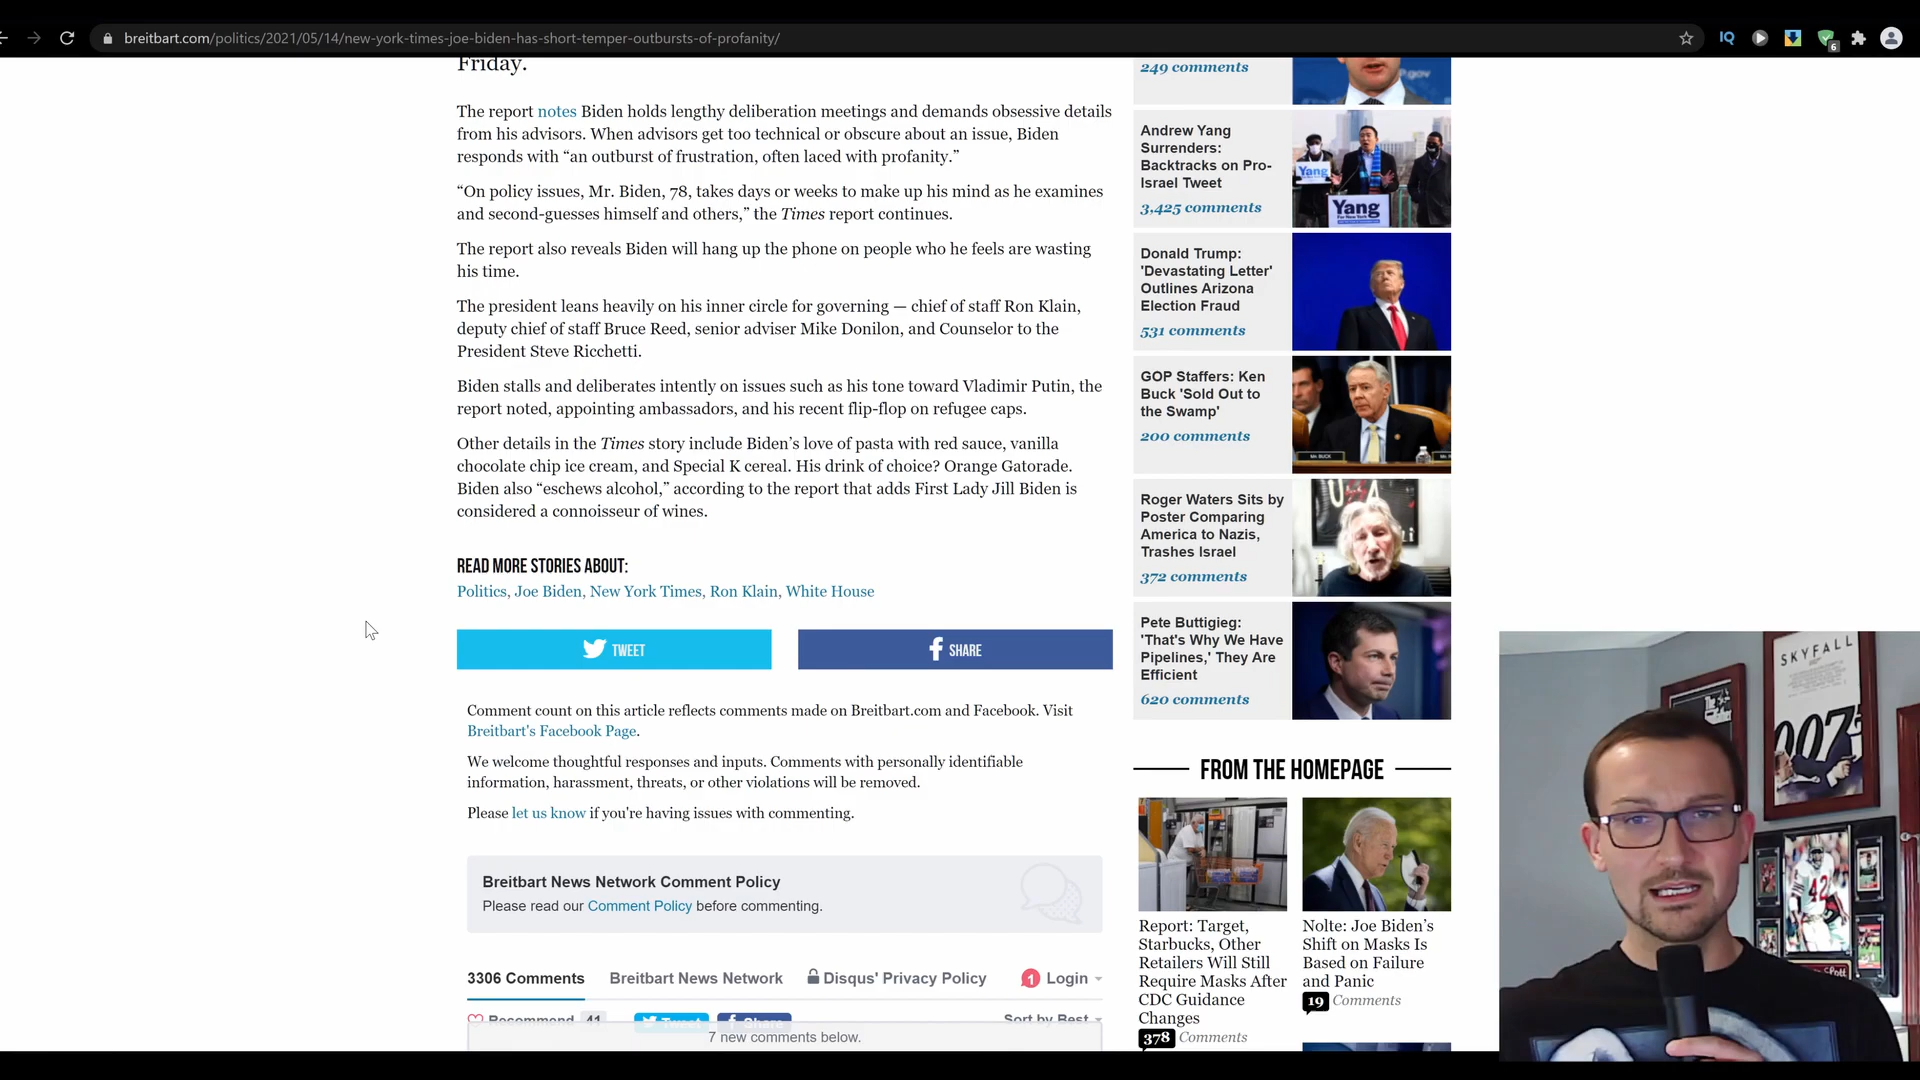 breitbart.com/politics/2021/05/14/new-york-times-joe-biden-has-short-temper-outbursts-of-profanity/
IQ
6
Friday.
The report notes Biden holds lengthy deliberation meetings and demands obsessive details
from his advisors. When advisors get too technical or obscure about an issue, Biden
responds with “an outburst of frustration, often laced with profanity.”
“On policy issues, Mr. Biden, 78, takes days or weeks to make up his mind as he examines
and second-guesses himself and others,” the Times report continues.
The report also reveals Biden will hang up the phone on people who he feels are wasting
his time.
The president leans heavily on his inner circle for governing — chief of staff Ron Klain,
deputy chief of staff Bruce Reed, senior adviser Mike Donilon, and Counselor to the
President Steve Ricchetti.
Biden stalls and deliberates intently on issues such as his tone toward Vladimir Putin, the
report noted, appointing ambassadors, and his recent flip-flop on refugee caps.
Other details in the Times story include Biden’s love of pasta with red sauce, vanilla
chocolate chip ice cream, and Special K cereal. His drink of choice? Orange Gatorade.
Biden also “eschews alcohol,” according to the report that adds First Lady Jill Biden is
considered a connoisseur of wines.
READ MORE STORIES ABOUT:
Politics, Joe Biden, New York Times, Ron Klain, White House
TWEET
SHARE
Comment count on this article reflects comments made on Breitbart.com and Facebook. Visit
Breitbart's Facebook Page.
We welcome thoughtful responses and inputs. Comments with personally identifiable
information, harassment, threats, or other violations will be removed.
Please let us know if you're having issues with commenting.
Breitbart News Network Comment Policy
Please read our Comment Policy before commenting.
3306 Comments
Breitbart News Network
Disqus' Privacy Policy
1
Login
Recommend
41
Tweet
Share
Sort by Best
7 new comments below.
249 comments
.gov
Andrew Yang
Surrenders:
Backtracks on Pro-
Israel Tweet
3,425 comments
Yang
Yang
Donald Trump:
'Devastating Letter'
Outlines Arizona
Election Fraud
531 comments
GOP Staffers: Ken
Buck 'Sold Out to
the Swamp'
200 comments
MR. BUCK
Roger Waters Sits by
Poster Comparing
America to Nazis,
Trashes Israel
372 comments
Pete Buttigieg:
'That's Why We Have
Pipelines,' They Are
Efficient
620 comments
FROM THE HOMEPAGE
Report: Target,
Starbucks, Other
Retailers Will Still
Require Masks After
CDC Guidance
Changes
378 Comments
Nolte: Joe Biden’s
Shift on Masks Is
Based on Failure
and Panic
19 Comments
SKYFALL
007
42